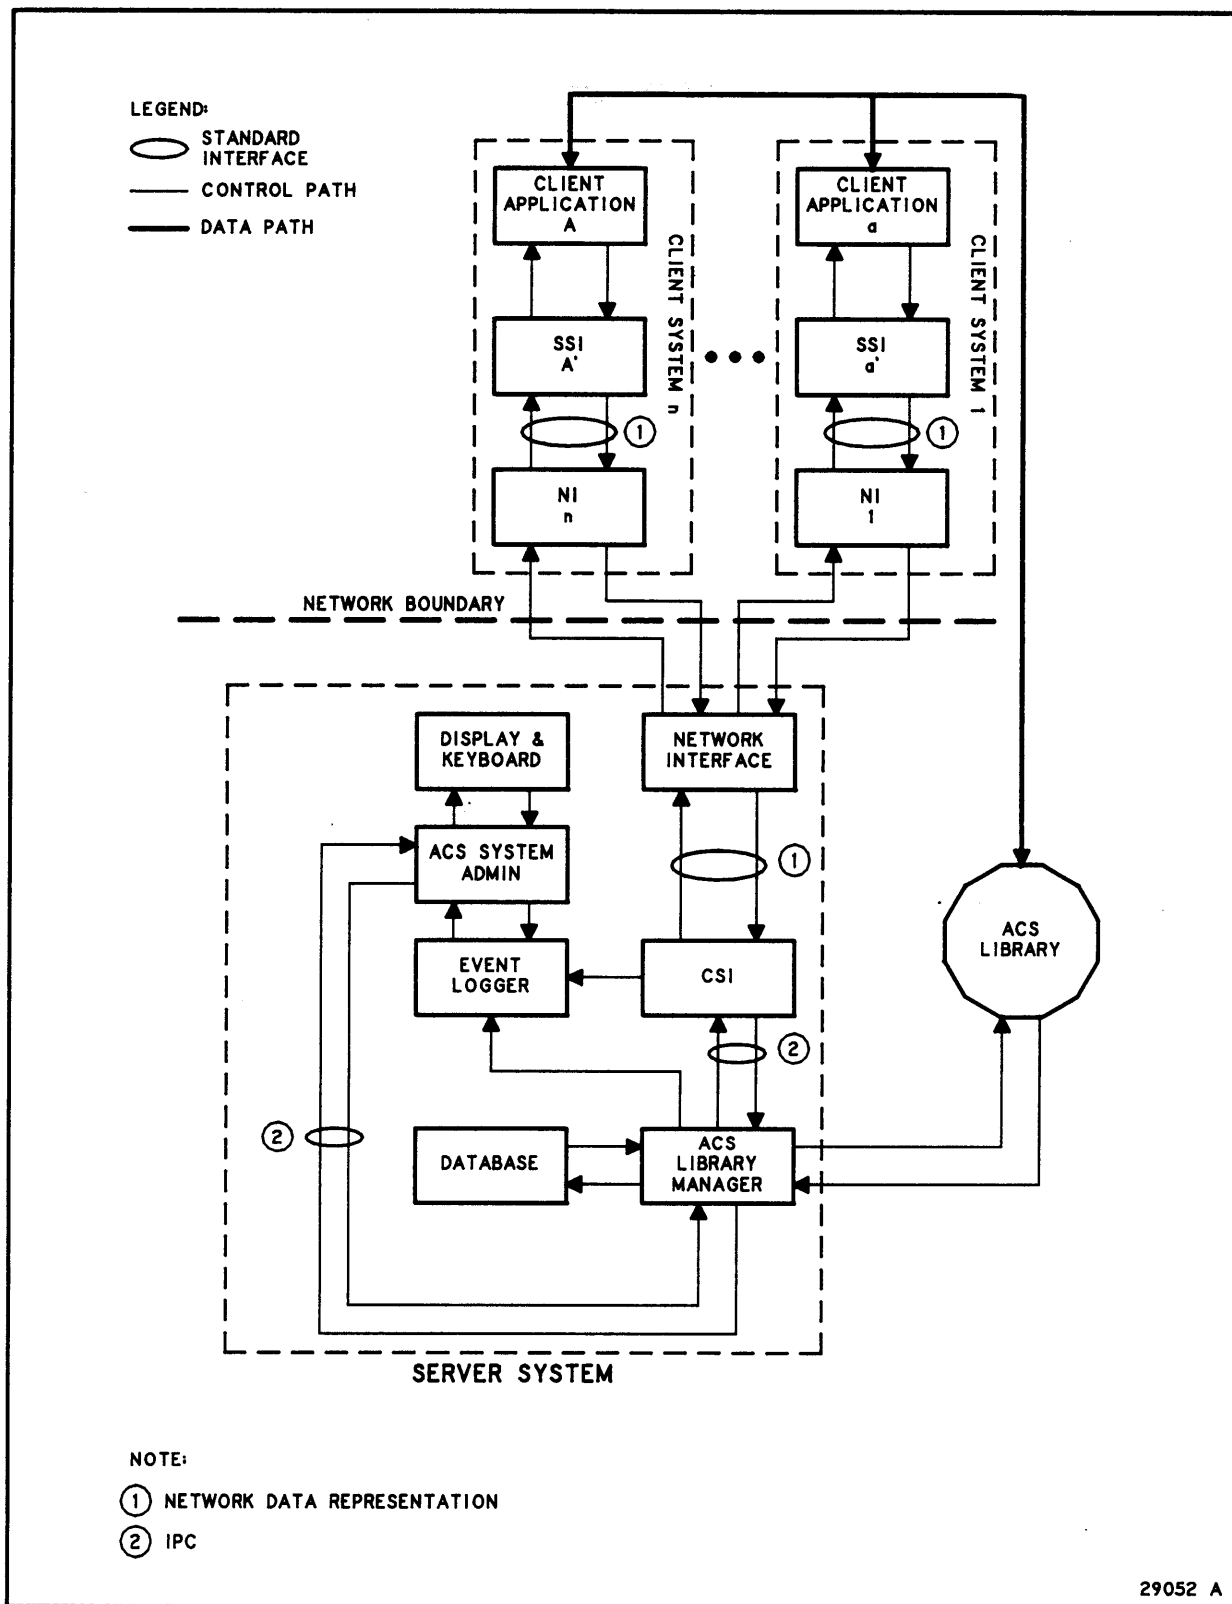 LEGEND:
STANDARD
INTERFACE
CONTROL PATH
DATA PATH
CLIENT
APPLICATION
A
SSI
A'
NI
n
CLIENT SYSTEM n
1
CLIENT
APPLICATION
a
SSI
a'
NI
1
CLIENT SYSTEM 1
1
NETWORK BOUNDARY
DISPLAY &
KEYBOARD
NETWORK
INTERFACE
ACS SYSTEM
ADMIN
1
EVENT
LOGGER
CSI
ACS
LIBRARY
2
2
DATABASE
ACS
LIBRARY
MANAGER
SERVER SYSTEM
NOTE:
1 NETWORK DATA REPRESENTATION
2 IPC
29052 A